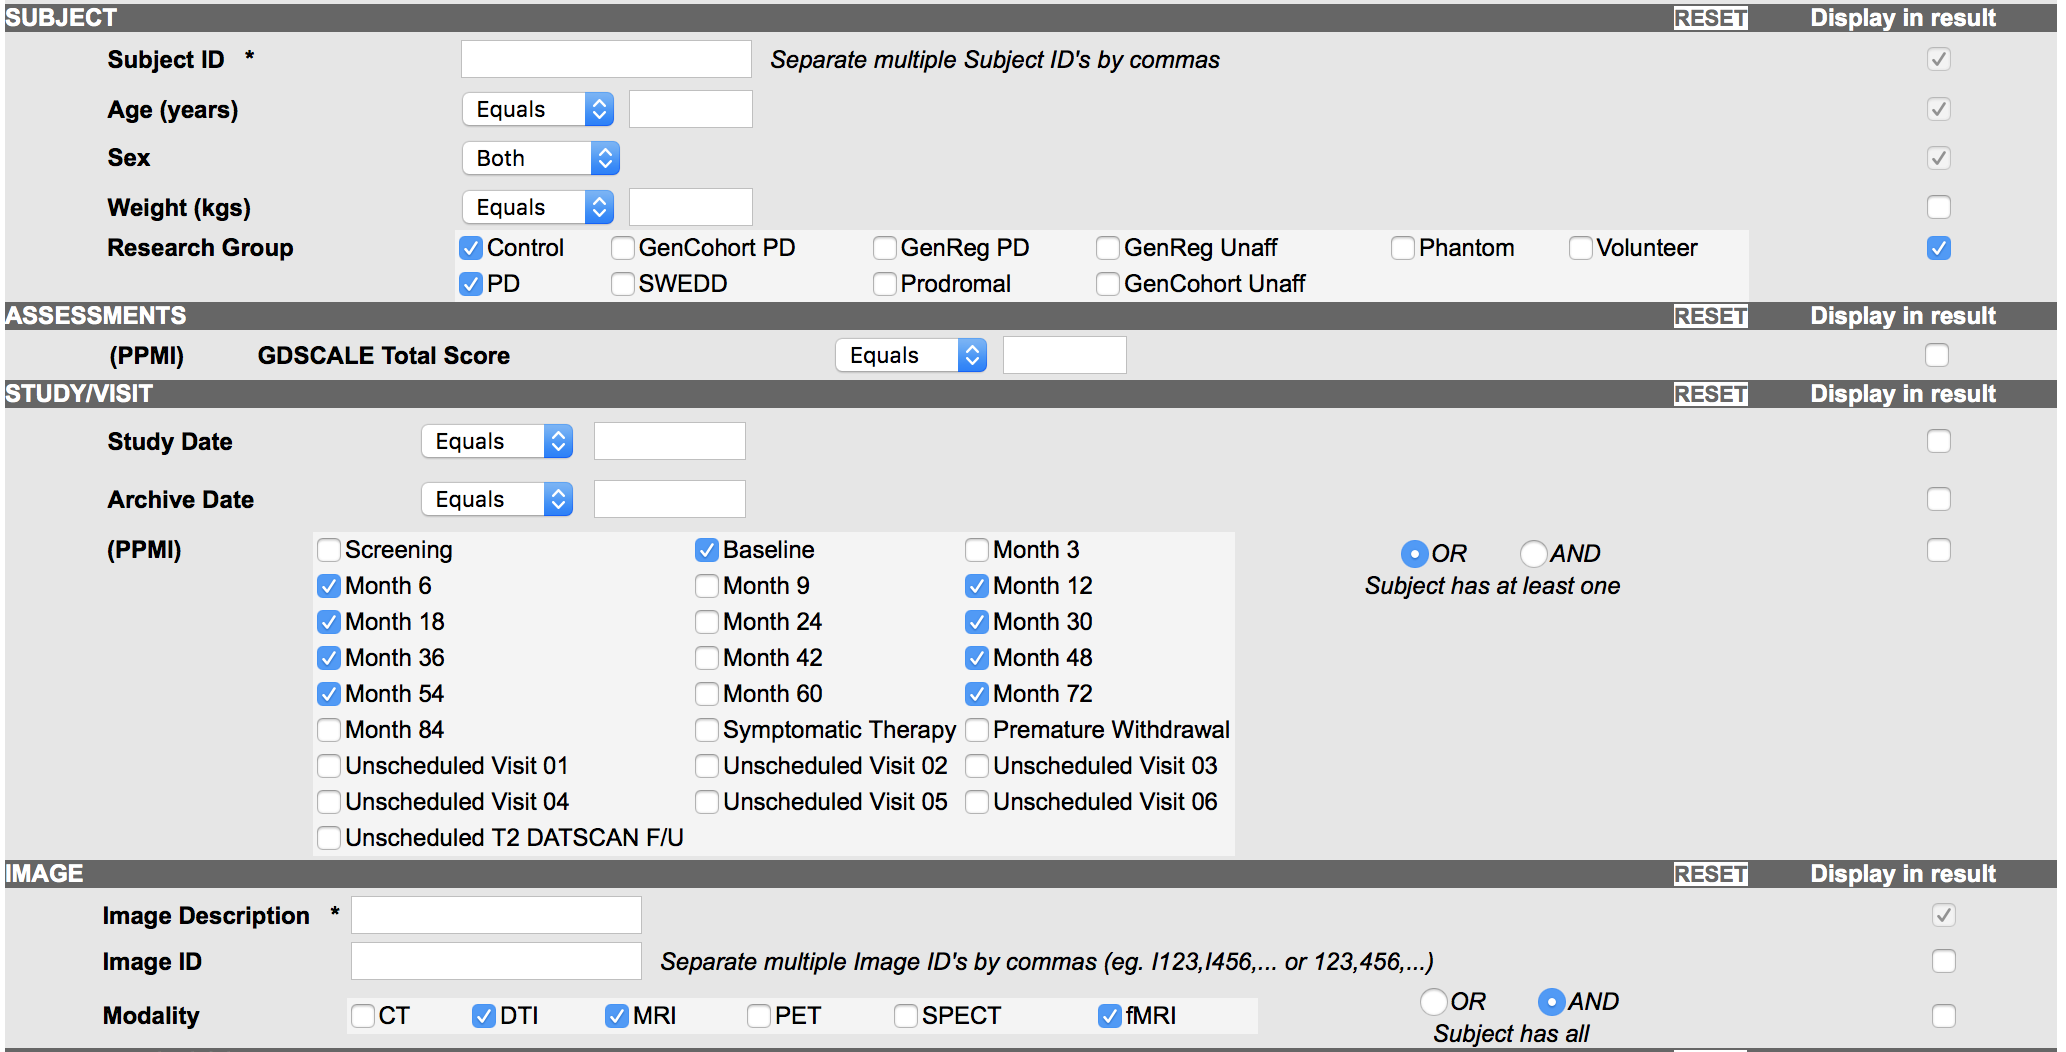 SUBJECT RESET Display in result
Subject ID * Separate multiple Subject ID's by commas
Age (years) Equals
Sex Both
Weight (kgs) Equals
Research Group Control GenCohort PD GenReg PD GenReg Unaff Phantom Volunteer
PD SWEDD Prodromal GenCohort Unaff
ASSESSMENTS RESET Display in result
(PPMI) GDSCALE Total Score Equals
STUDY/VISIT RESET Display in result
Study Date Equals
Archive Date Equals
(PPMI) Screening Baseline Month 3 OR AND
Month 6 Month 9 Month 12 Subject has at least one
Month 18 Month 24 Month 30
Month 36 Month 42 Month 48
Month 54 Month 60 Month 72
Month 84 Symptomatic Therapy Premature Withdrawal
Unscheduled Visit 01 Unscheduled Visit 02 Unscheduled Visit 03
Unscheduled Visit 04 Unscheduled Visit 05 Unscheduled Visit 06
Unscheduled T2 DATSCAN F/U
IMAGE RESET Display in result
Image Description *
Image ID Separate multiple Image ID's by commas (eg. I123,I456,... or 123,456,...)
Modality CT DTI MRI PET SPECT fMRI OR AND
Subject has all